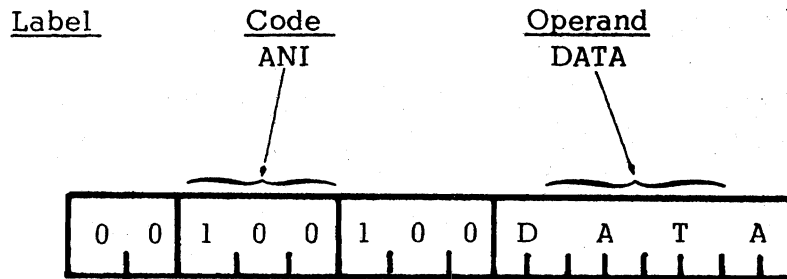 Label Code Operand
ANI DATA
0 0 1 0 0 1 0 0 D A T A